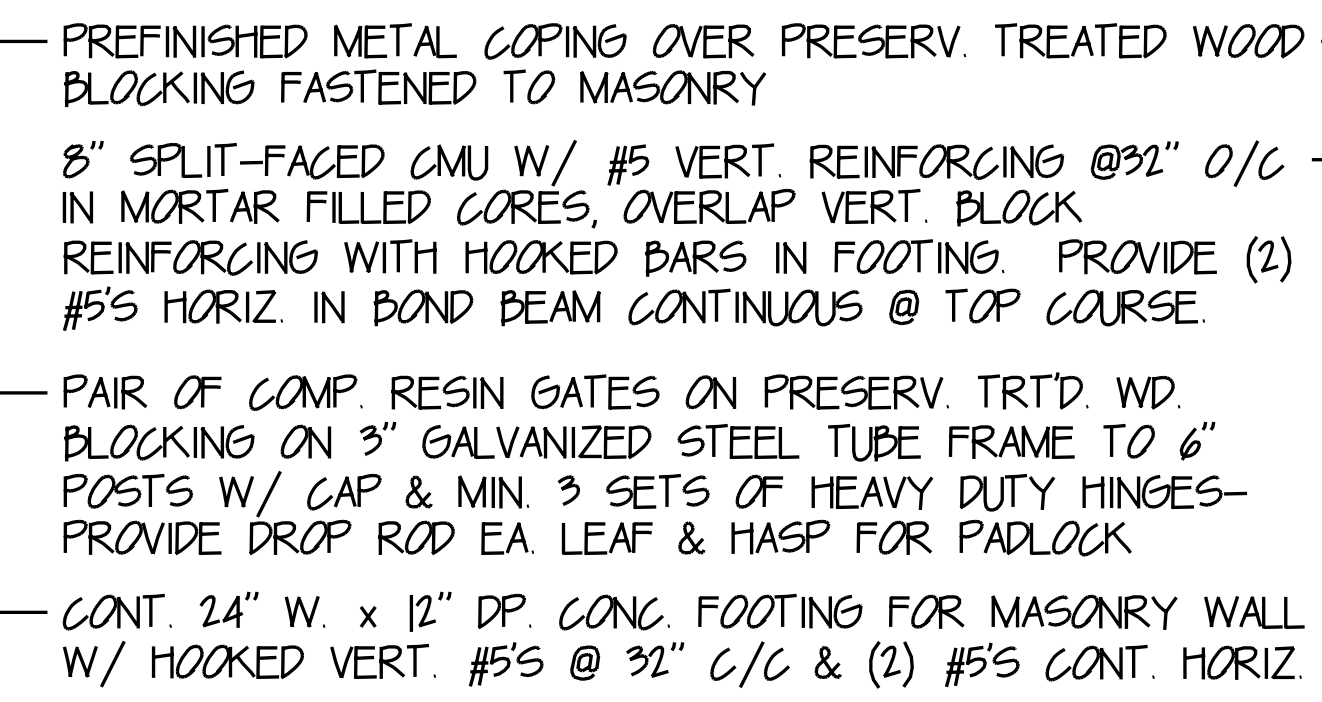 PREFINISHED METAL COPING OVER PRESERV. TREATED WOOD
BLOCKING FASTENED TO MASONRY
8" SPLIT-FACED CMU W/ #5 VERT. REINFORCING @32" O/C
IN MORTAR FILLED CORES, OVERLAP VERT. BLOCK
REINFORCING WITH HOOKED BARS IN FOOTING. PROVIDE (2)
#5'S HORIZ. IN BOND BEAM CONTINUOUS @ TOP COURSE.
PAIR OF COMP. RESIN GATES ON PRESERV. TRT'D. WD.
BLOCKING ON 3" GALVANIZED STEEL TUBE FRAME TO 6"
POSTS W/ CAP & MIN. 3 SETS OF HEAVY DUTY HINGES-
PROVIDE DROP ROD EA. LEAF & HASP FOR PADLOCK
CONT. 24" W. x 12" DP. CONC. FOOTING FOR MASONRY WALL
W/ HOOKED VERT. #5'S @ 32" C/C & (2) #5'S CONT. HORIZ.